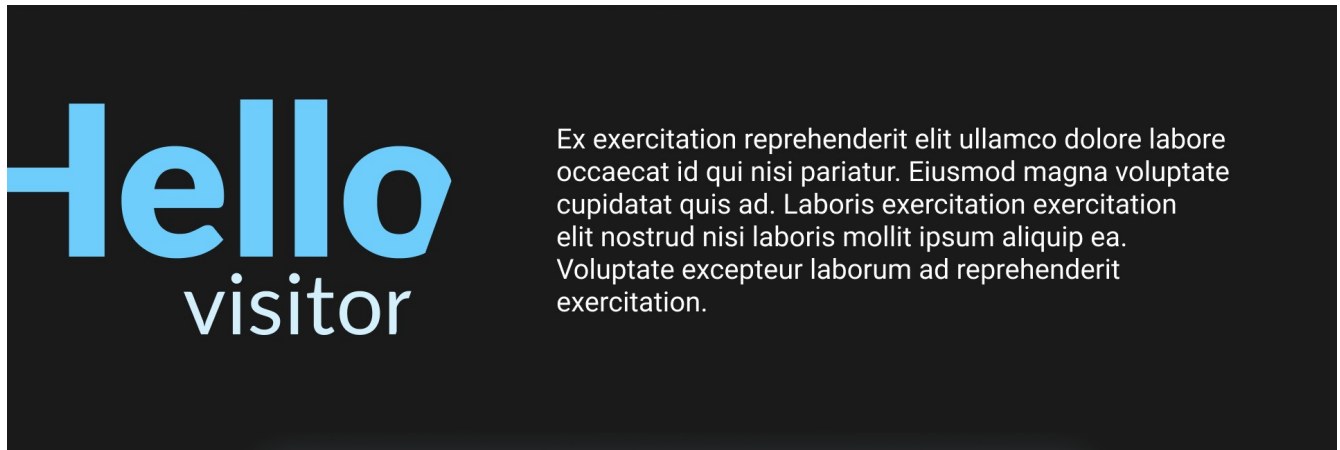 Hello
visitor
Ex exercitation reprehenderit elit ullamco dolore labore
occaecat id qui nisi pariatur. Eiusmod magna voluptate
cupidatat quis ad. Laboris exercitation exercitation
elit nostrud nisi laboris mollit ipsum aliquip ea.
Voluptate excepteur laborum ad reprehenderit
exercitation.